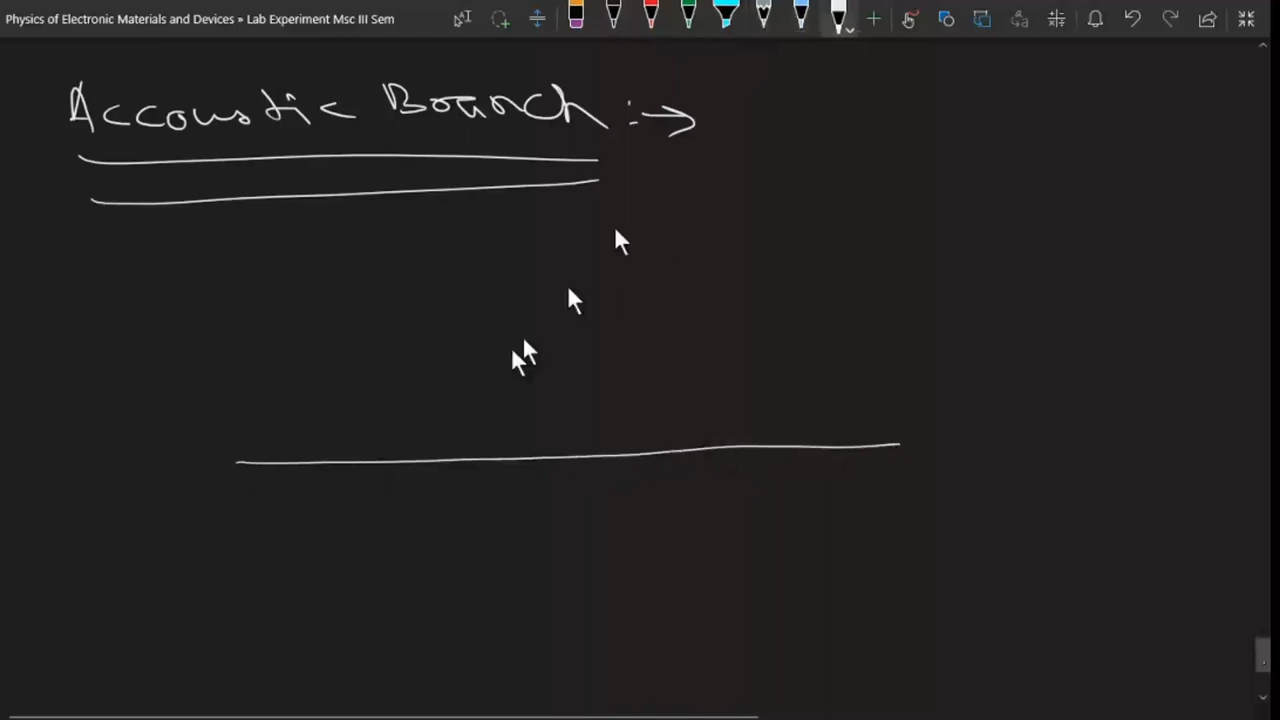 Physics of Electronic Materials and Devices » Lab Experiment Msc III Sem
Accoustic Branch :→